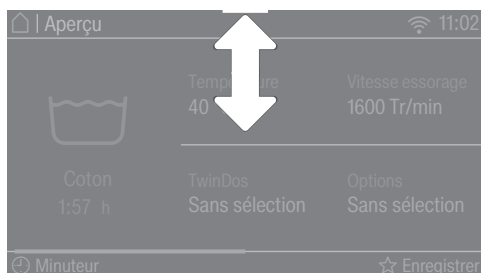 | Aperçu 11:02
Température Vitesse essorage
40 1600 Tr/min
Coton TwinDos Options
1:57 h Sans sélection Sans sélection
Minuteur Enregistrer